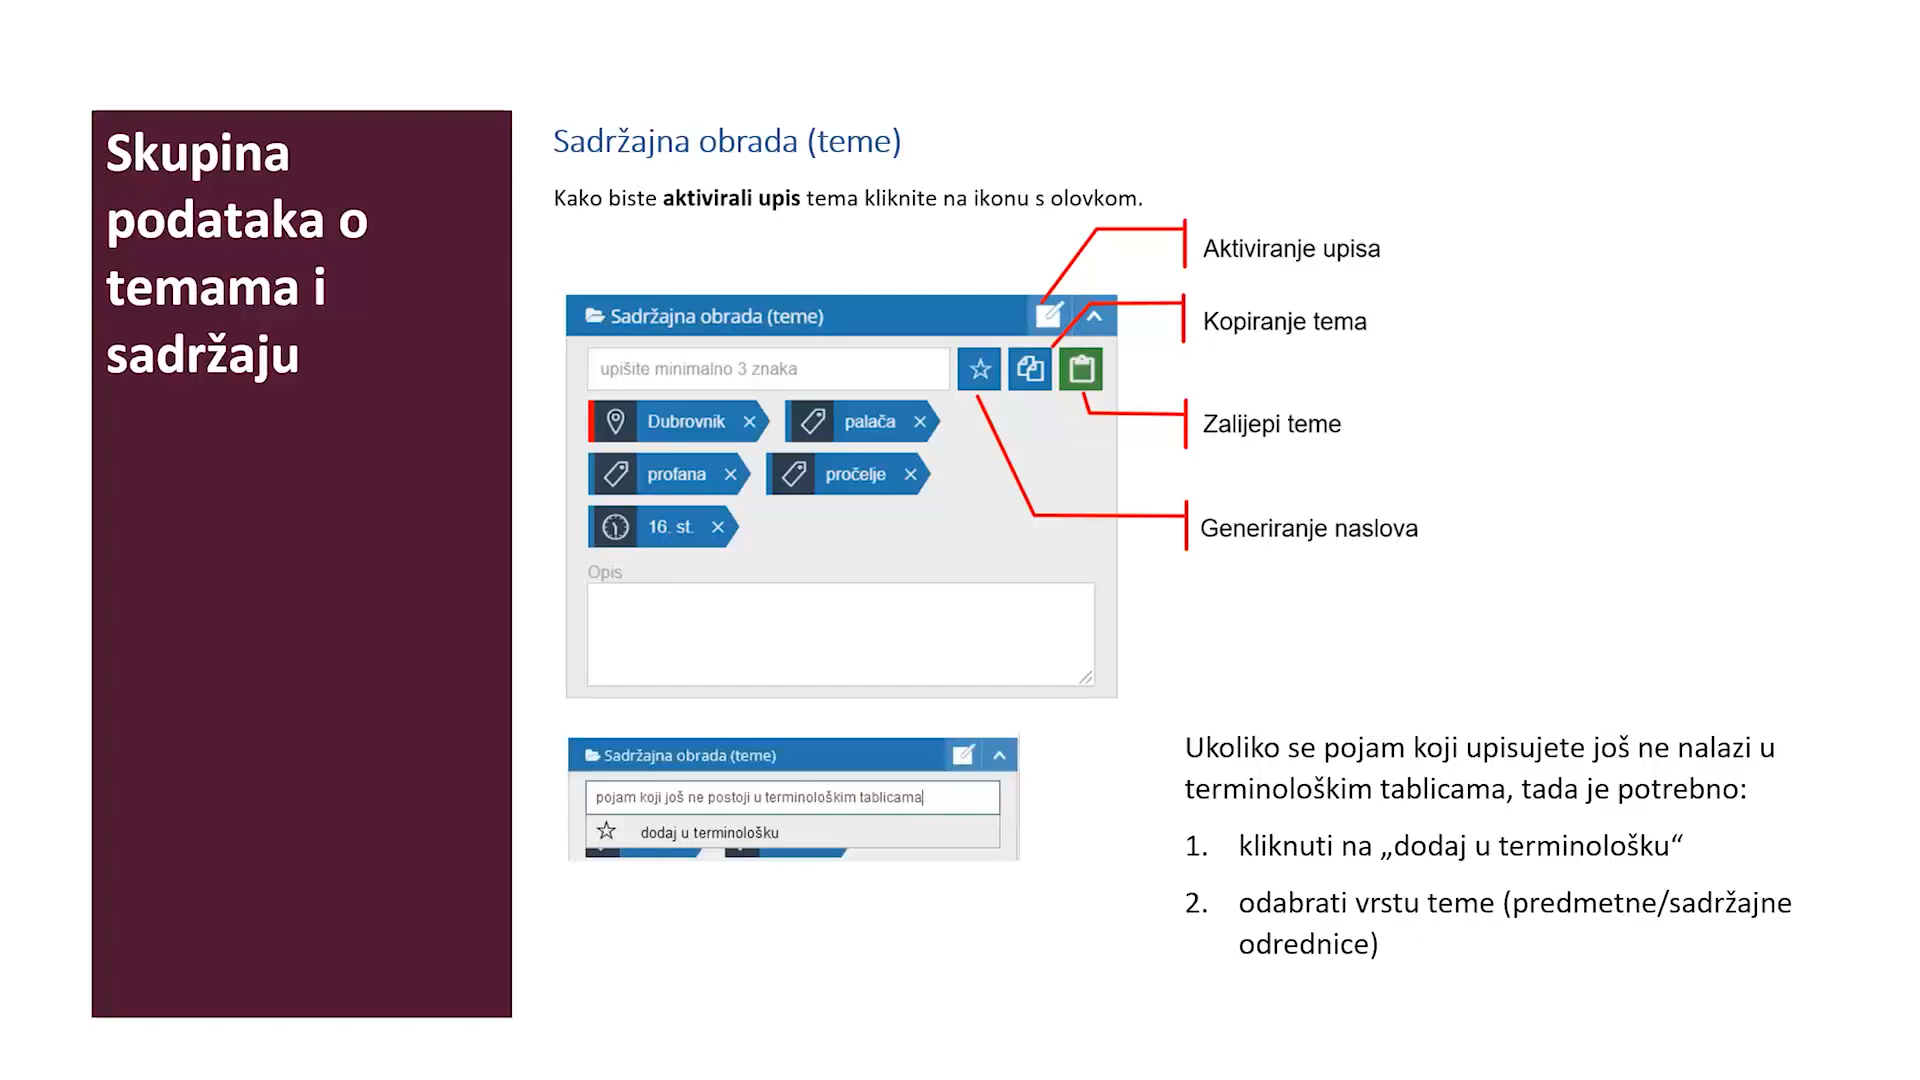 Skupina
podataka o
temama i
sadržaju
Sadržajna obrada (teme)
Kako biste aktivirali upis tema kliknite na ikonu s olovkom.
Aktiviranje upisa
Kopiranje tema
Zalijepi teme
Generiranje naslova
Sadržajna obrada (teme)
upišite minimalno 3 znaka
Dubrovnik
palača
profana
pročelje
16. st.
Opis
Sadržajna obrada (teme)
pojam koji još ne postoji u terminološkim tablicama
dodaj u terminološku
Ukoliko se pojam koji upisujete još ne nalazi u
terminološkim tablicama, tada je potrebno:
1. kliknuti na „dodaj u terminološku“
2. odabrati vrstu teme (predmetne/sadržajne
odrednice)